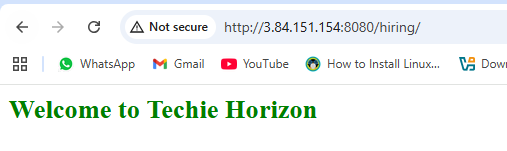 Not secure http://3.84.151.154:8080/hiring/
WhatsApp Gmail YouTube How to Install Linux... Dow
Welcome to Techie Horizon